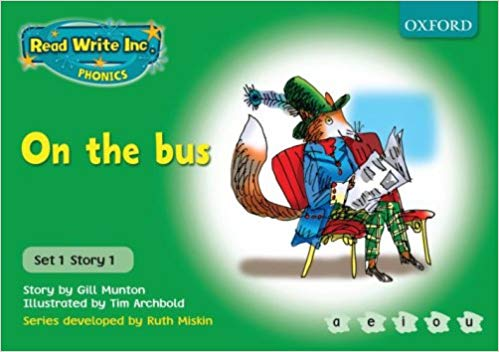 Read Write Inc.
PHONICS
OXFORD
On the bus
Set 1 Story 1
Story by Gill Munton
Illustrated by Tim Archbold
Series developed by Ruth Miskin
a e i o u